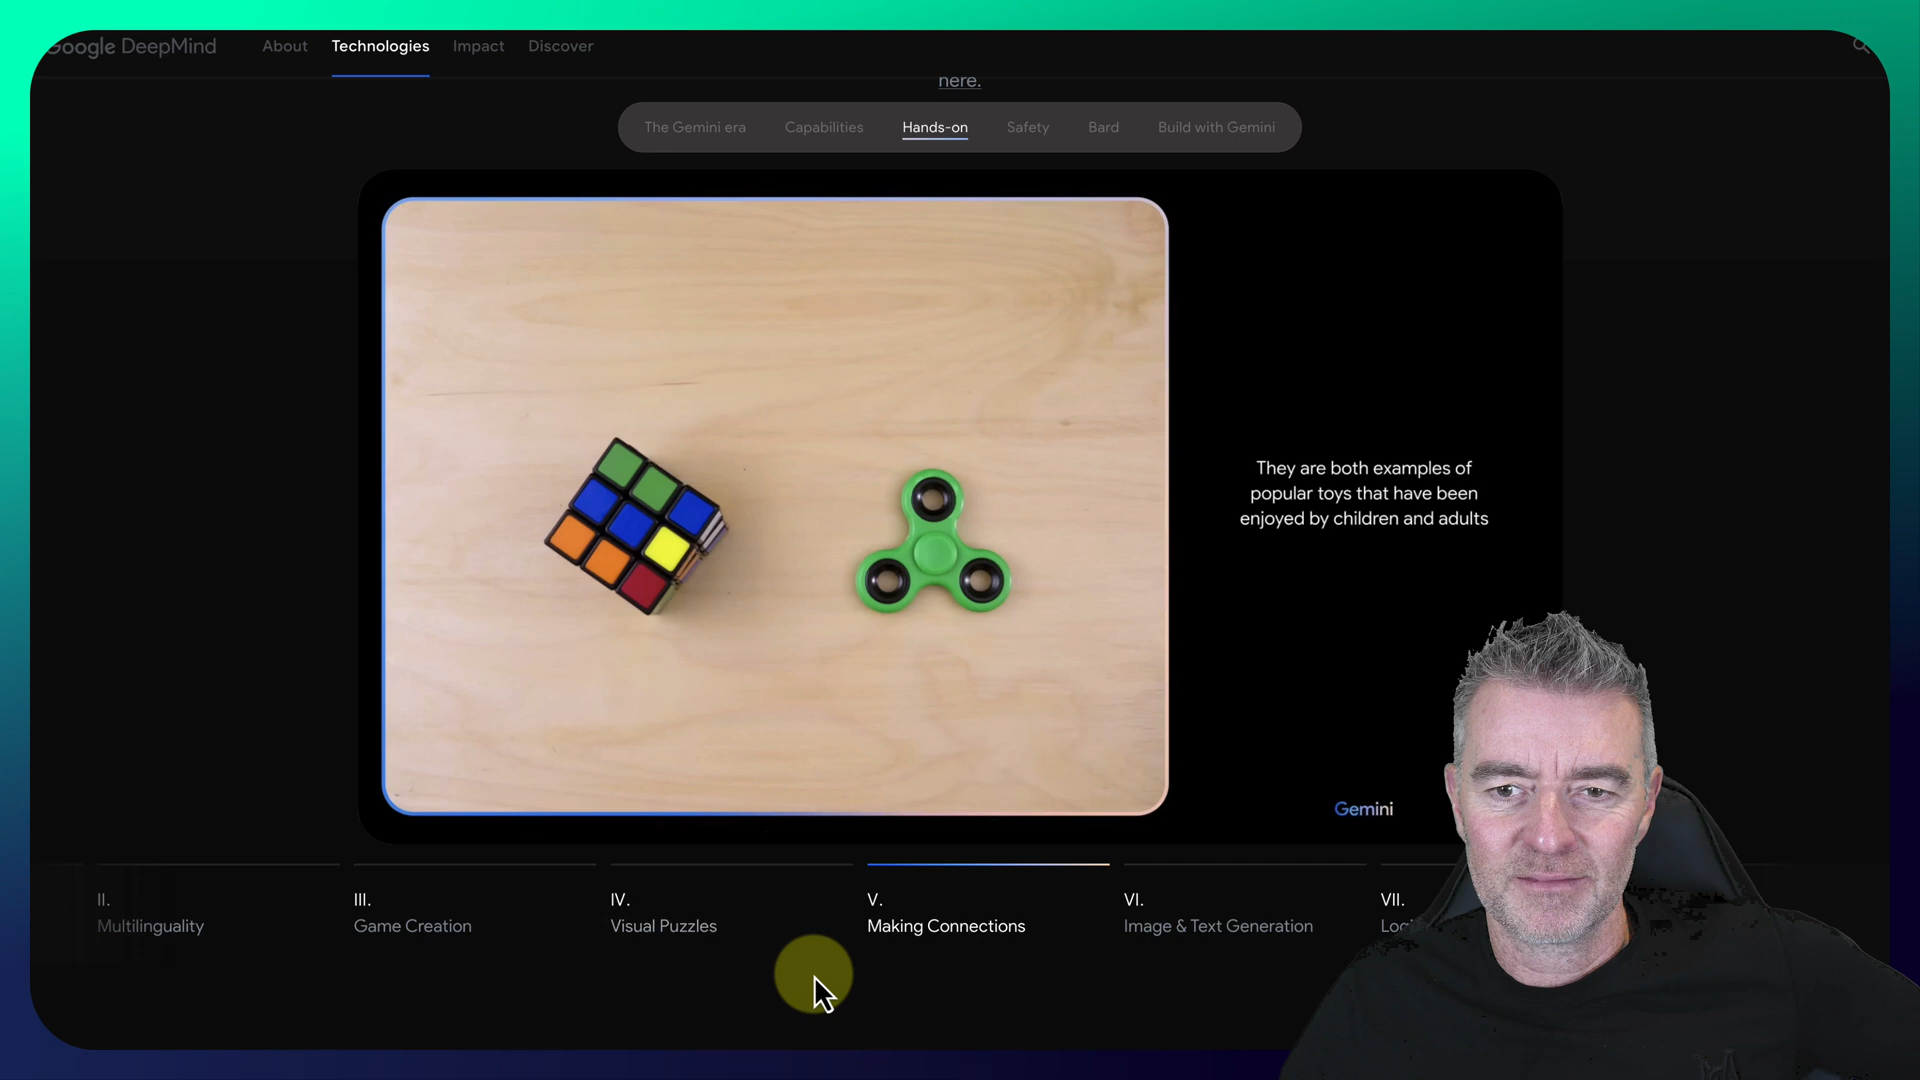 Google DeepMind About Technologies Impact Discover
here.
The Gemini era Capabilities Hands-on Safety Bard Build with Gemini
They are both examples of
popular toys that have been
enjoyed by children and adults
Gemini
II. III. IV. V. VI. VII.
Multilinguality Game Creation Visual Puzzles Making Connections Image & Text Generation